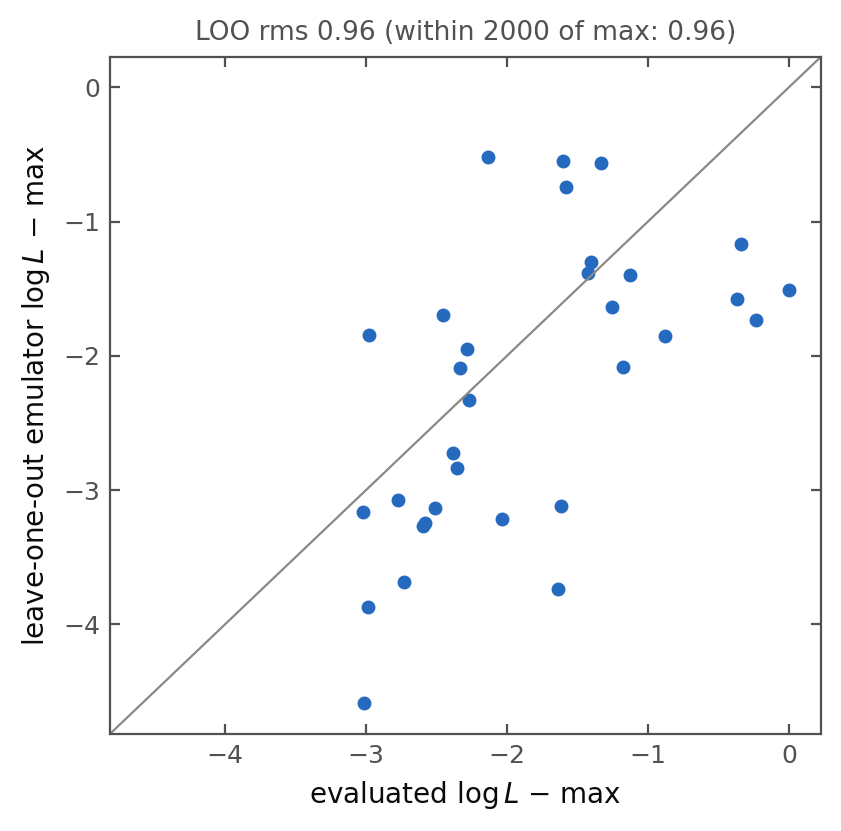 LOO rms 0.96 (within 2000 of max: 0.96)
leave-one-out emulator log L − max
0
−1
−2
−3
−4
−4 −3 −2 −1 0
evaluated log L − max